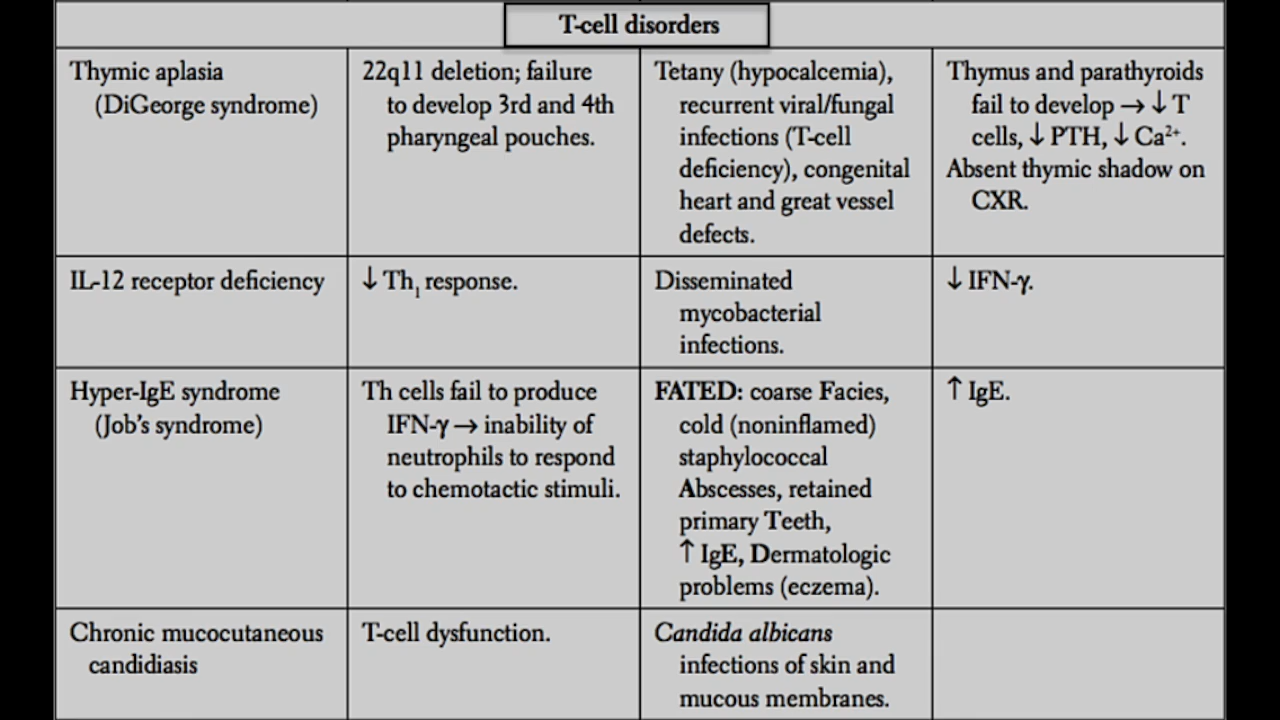 T-cell disorders
Thymic aplasia
(DiGeorge syndrome)
22q11 deletion; failure
to develop 3rd and 4th
pharyngeal pouches.
Tetany (hypocalcemia),
recurrent viral/fungal
infections (T-cell
deficiency), congenital
heart and great vessel
defects.
Thymus and parathyroids
fail to develop → ↓ T
cells, ↓ PTH, ↓ Ca²⁺.
Absent thymic shadow on
CXR.
IL-12 receptor deficiency
↓ Th₁ response.
Disseminated
mycobacterial
infections.
↓ IFN-γ.
Hyper-IgE syndrome
(Job's syndrome)
Th cells fail to produce
IFN-γ → inability of
neutrophils to respond
to chemotactic stimuli.
FATED: coarse Facies,
cold (noninflamed)
staphylococcal
Abscesses, retained
primary Teeth,
↑ IgE, Dermatologic
problems (eczema).
↑ IgE.
Chronic mucocutaneous
candidiasis
T-cell dysfunction.
Candida albicans
infections of skin and
mucous membranes.